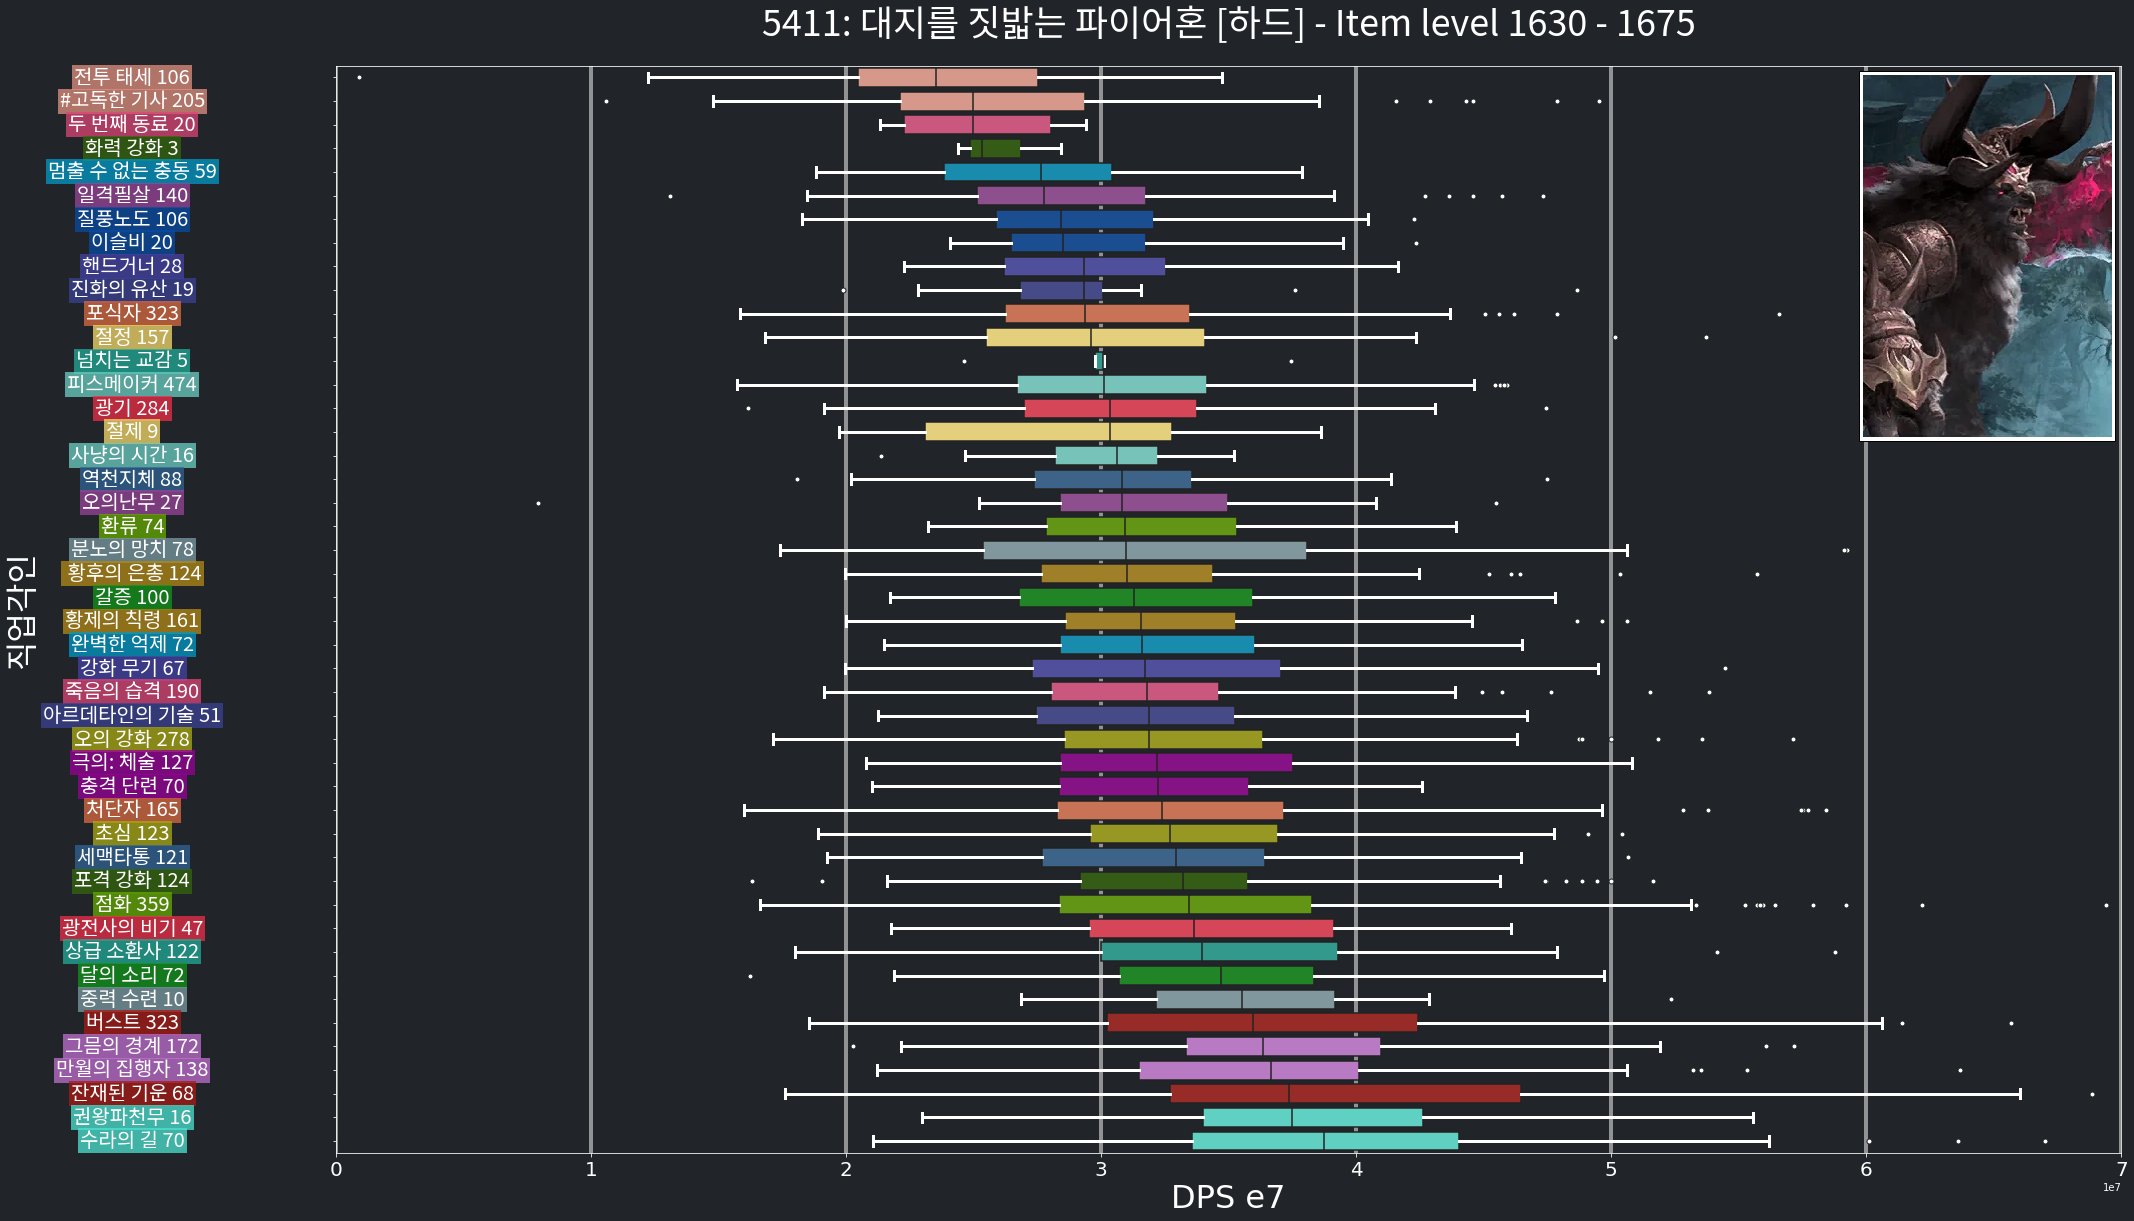 5411: 대지를 짓밟는 파이어혼 [하드] - Item level 1630 - 1675
전투 태세 106
#고독한 기사 205
두 번째 동료 20
화력 강화 3
멈출 수 없는 충동 59
일격필살 140
질풍노도 106
이슬비 20
핸드거너 28
진화의 유산 19
포식자 323
절정 157
넘치는 교감 5
피스메이커 474
광기 284
절제 9
사냥의 시간 16
역천지체 88
오의난무 27
환류 74
분노의 망치 78
황후의 은총 124
갈증 100
황제의 칙령 161
완벽한 억제 72
강화 무기 67
죽음의 습격 190
아르데타인의 기술 51
오의 강화 278
극의: 체술 127
충격 단련 70
처단자 165
초심 123
세맥타통 121
포격 강화 124
점화 359
광전사의 비기 47
상급 소환사 122
달의 소리 72
중력 수련 10
버스트 323
그믐의 경계 172
만월의 집행자 138
잔재된 기운 68
권왕파천무 16
수라의 길 70
직업각인
0 1 2 3 4 5 6 7
1e7
DPS e7